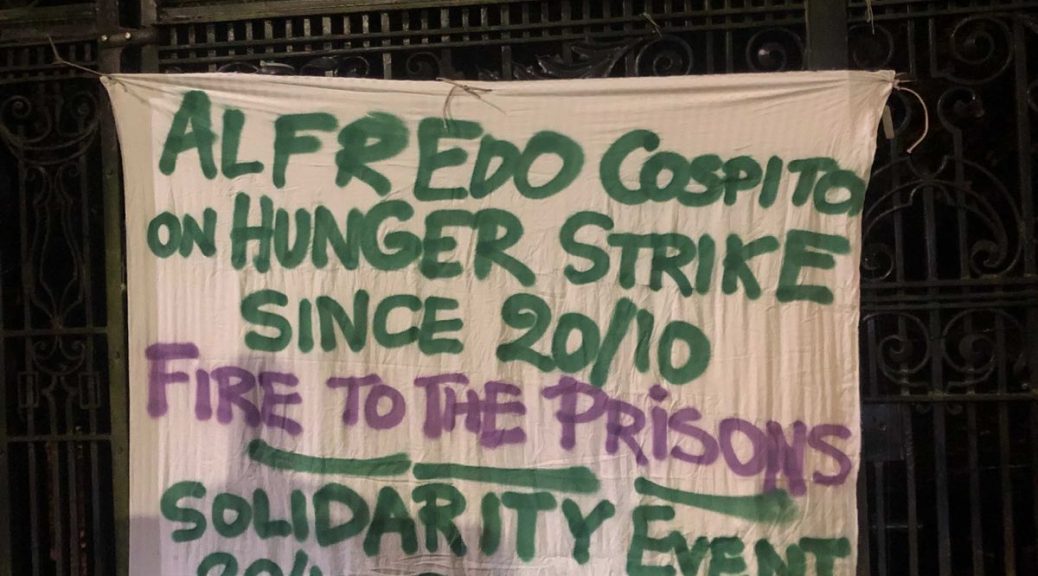 ALFREDO COSPITO
ON HUNGER STRIKE
SINCE 20/10
FIRE TO THE PRISONS
SOLIDARITY EVENT